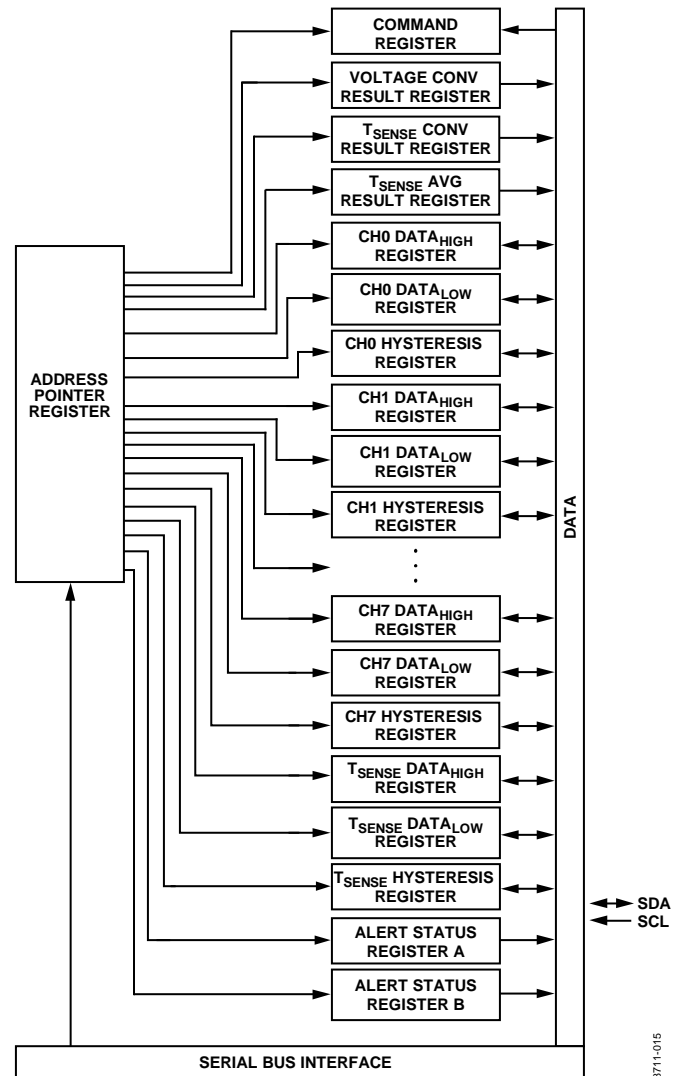 COMMAND
REGISTER
VOLTAGE CONV
RESULT REGISTER
TSENSE CONV
RESULT REGISTER
TSENSE AVG
RESULT REGISTER
CH0 DATAHIGH
REGISTER
CH0 DATALOW
REGISTER
CH0 HYSTERESIS
REGISTER
ADDRESS
POINTER
REGISTER
CH1 DATAHIGH
REGISTER
CH1 DATALOW
REGISTER
CH1 HYSTERESIS
REGISTER
DATA
CH7 DATAHIGH
REGISTER
CH7 DATALOW
REGISTER
CH7 HYSTERESIS
REGISTER
TSENSE DATAHIGH
REGISTER
TSENSE DATALOW
REGISTER
TSENSE HYSTERESIS
REGISTER
SDA
SCL
ALERT STATUS
REGISTER A
ALERT STATUS
REGISTER B
SERIAL BUS INTERFACE